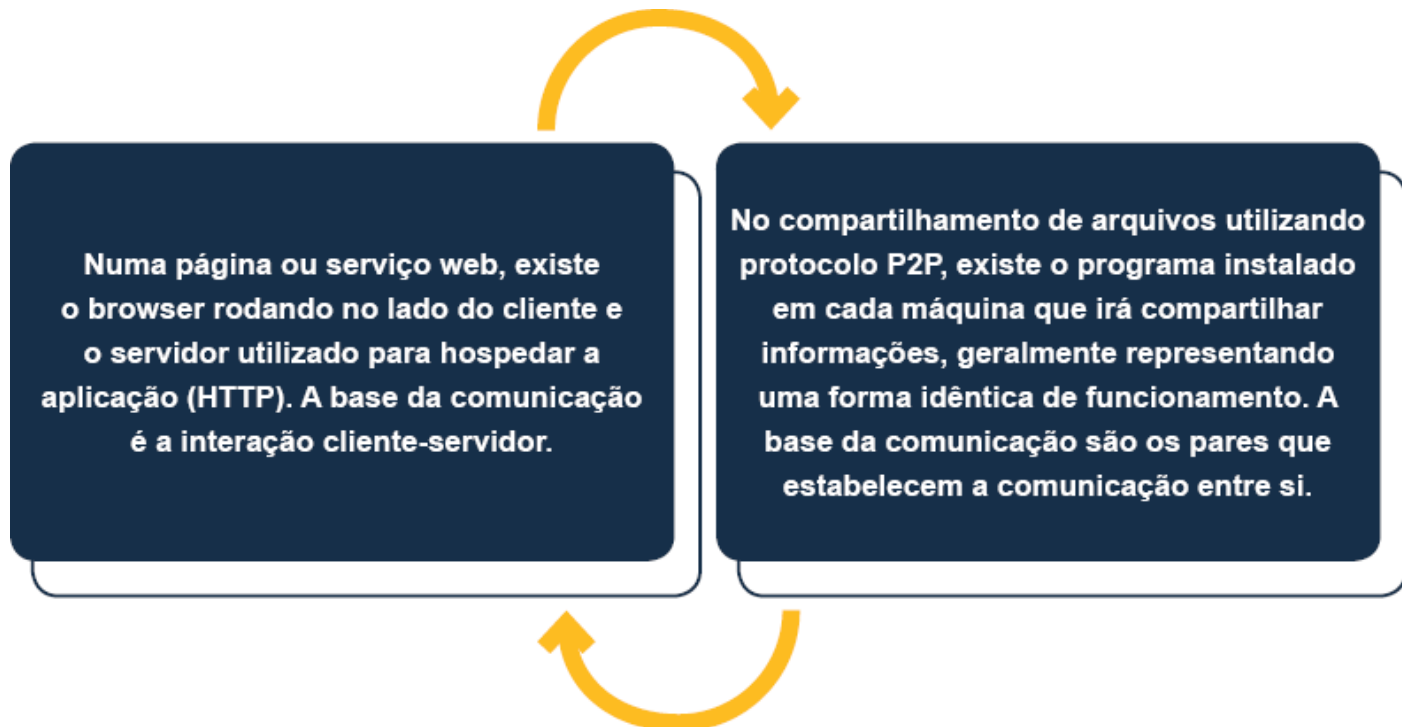 Numa página ou serviço web, existe
o browser rodando no lado do cliente e
o servidor utilizado para hospedar a
aplicação (HTTP). A base da comunicação
é a interação cliente-servidor.
No compartilhamento de arquivos utilizando
protocolo P2P, existe o programa instalado
em cada máquina que irá compartilhar
informações, geralmente representando
uma forma idêntica de funcionamento. A
base da comunicação são os pares que
estabelecem a comunicação entre si.